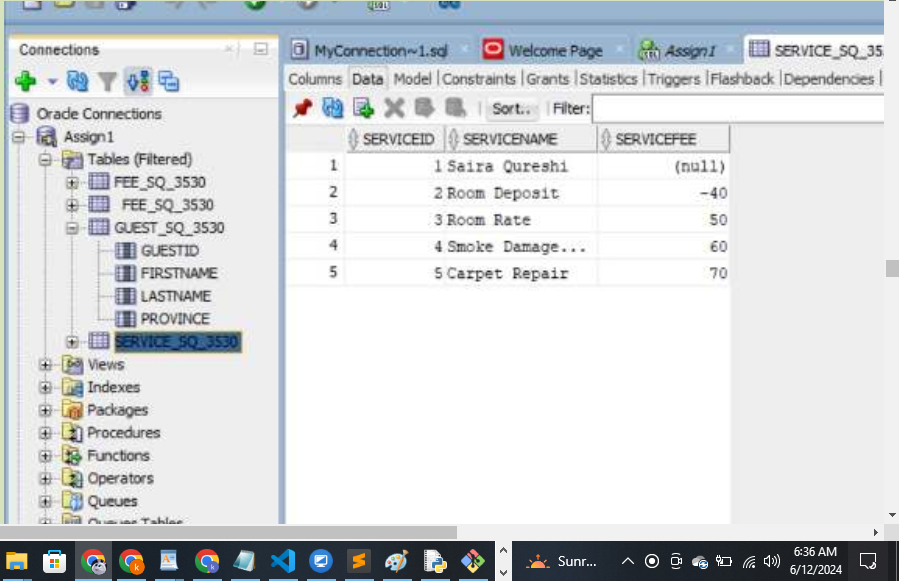 Connections
MyConnection~1.sql
Welcome Page
Assign1
SERVICE_SQ_35
Columns Data Model Constraints Grants Statistics Triggers Flashback Dependencies
Sort.. Filter:
Oracle Connections
Assign1
Tables (Filtered)
FEE_SQ_3530
FEE_SQ_3530
GUEST_SQ_3530
GUESTID
FIRSTNAME
LASTNAME
PROVINCE
SERVICE_SQ_3530
Views
Indexes
Packages
Procedures
Functions
Operators
Queues
Queues Tables
SERVICEID SERVICENAME SERVICEFEE
1 1 Saira Qureshi (null)
2 2 Room Deposit -40
3 3 Room Rate 50
4 4 Smoke Damage... 60
5 5 Carpet Repair 70
Sunr...
6:36 AM
6/12/2024